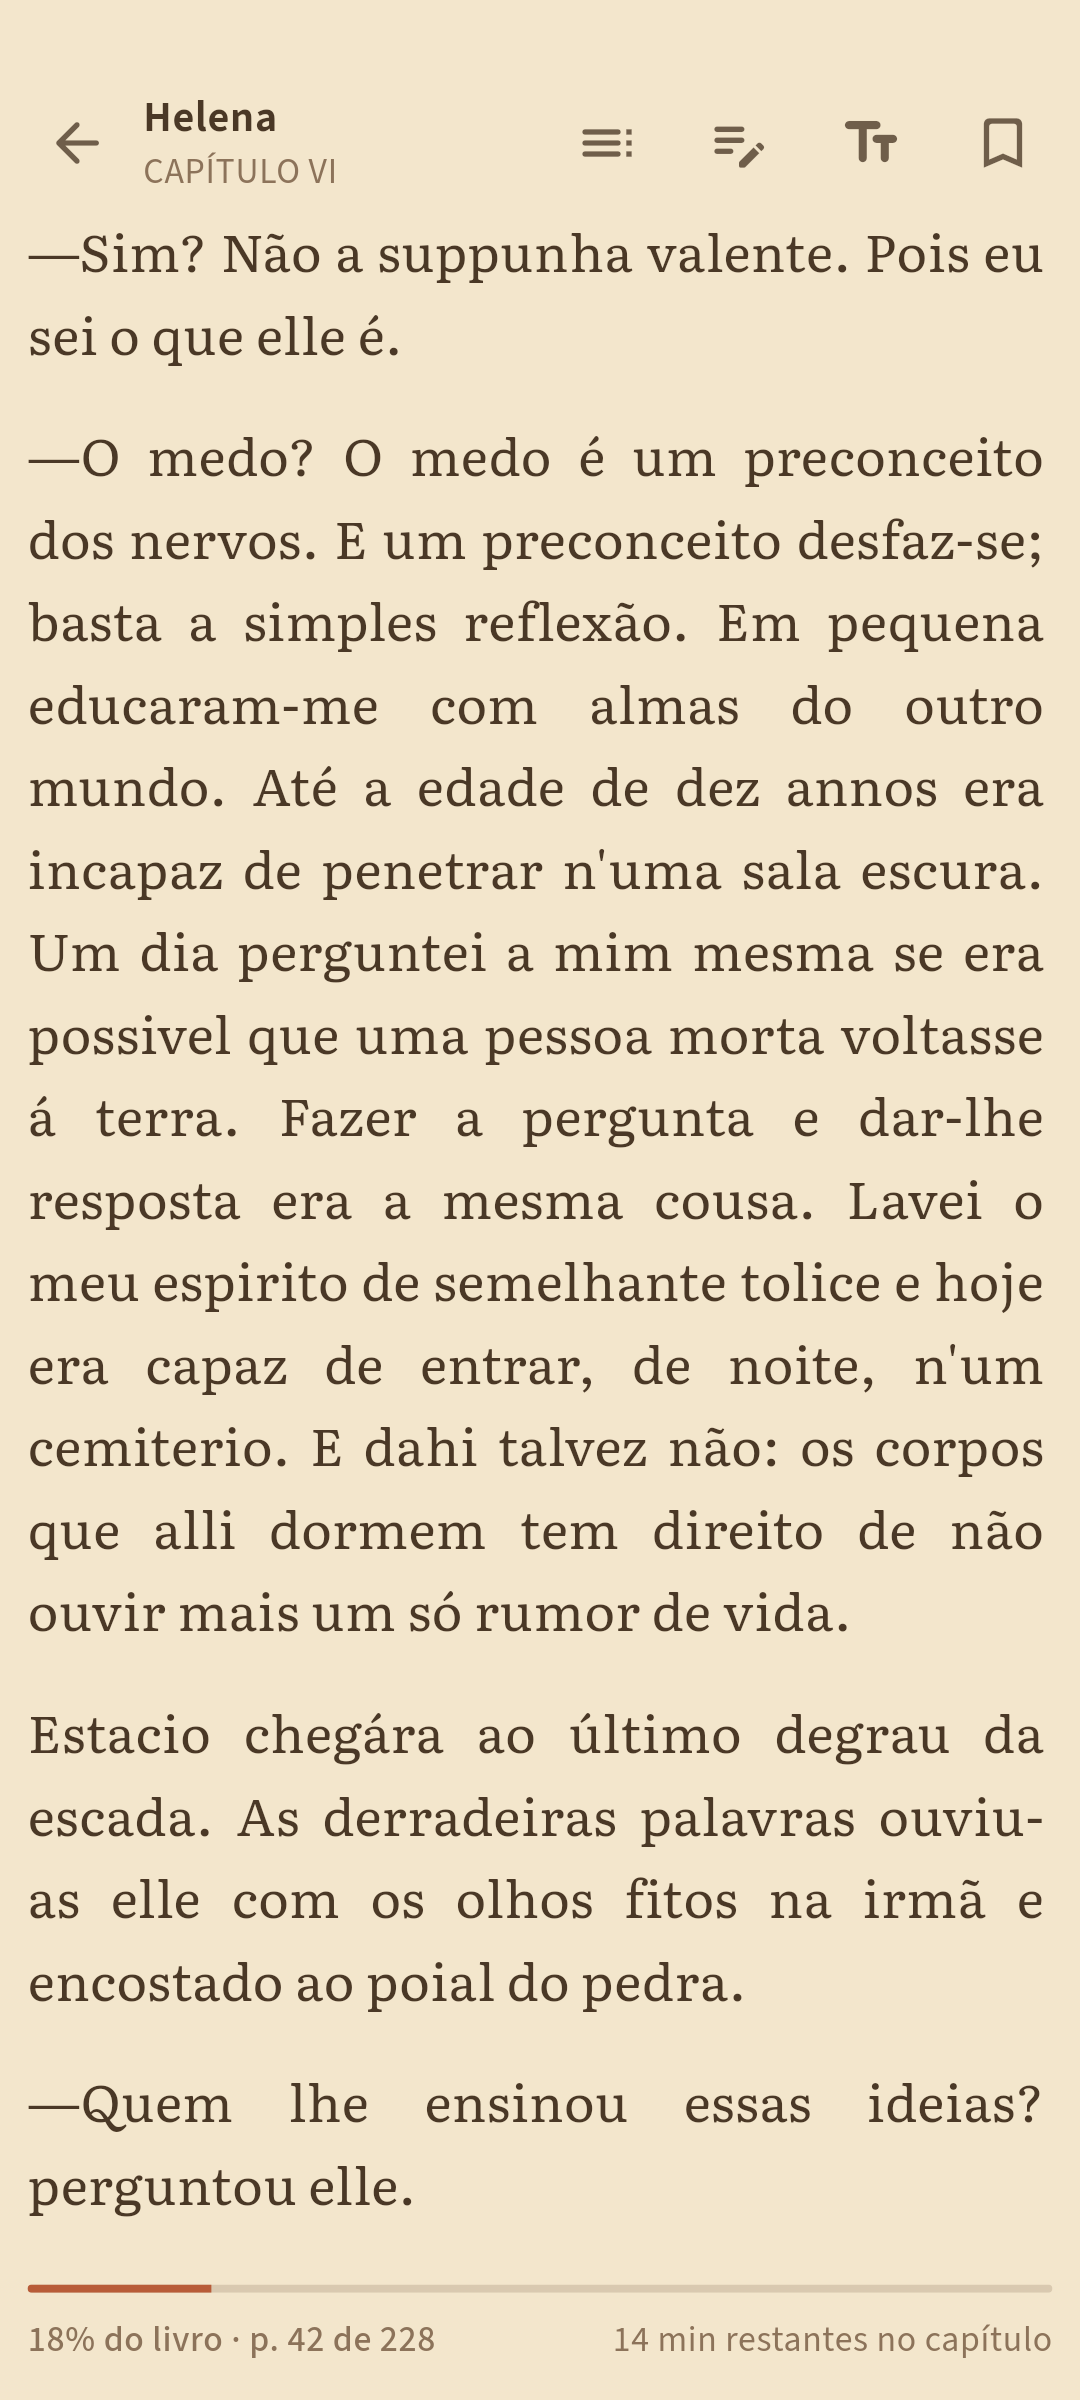 Helena
CAPÍTULO VI
—Sim? Não a suppunha valente. Pois eu
sei o que elle é.
—O medo? O medo é um preconceito
dos nervos. E um preconceito desfaz-se;
basta a simples reflexão. Em pequena
educaram-me com almas do outro
mundo. Até a edade de dez annos era
incapaz de penetrar n'uma sala escura.
Um dia perguntei a mim mesma se era
possivel que uma pessoa morta voltasse
á terra. Fazer a pergunta e dar-lhe
resposta era a mesma cousa. Lavei o
meu espirito de semelhante tolice e hoje
era capaz de entrar, de noite, n'um
cemiterio. E dahi talvez não: os corpos
que alli dormem tem direito de não
ouvir mais um só rumor de vida.
Estacio chegára ao último degrau da
escada. As derradeiras palavras ouviu-
as elle com os olhos fitos na irmã e
encostado ao poial do pedra.
—Quem lhe ensinou essas ideias?
perguntou elle.
18% do livro · p. 42 de 228
14 min restantes no capítulo